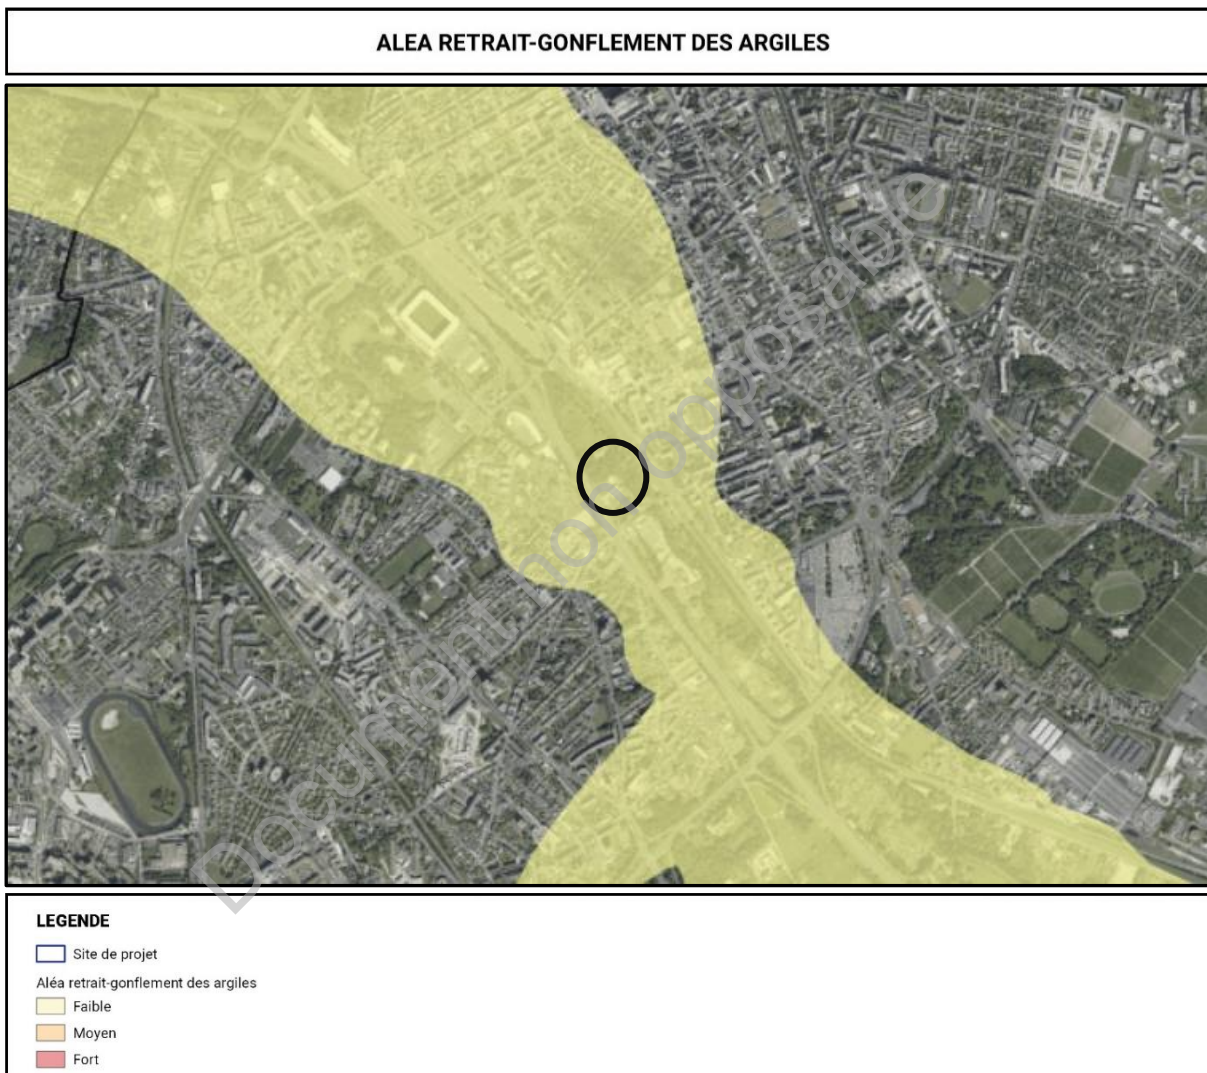 ALEA RETRAIT-GONFLEMENT DES ARGILES
Document non opposable
LEGENDE
Site de projet
Aléa retrait-gonflement des argiles
Faible
Moyen
Fort